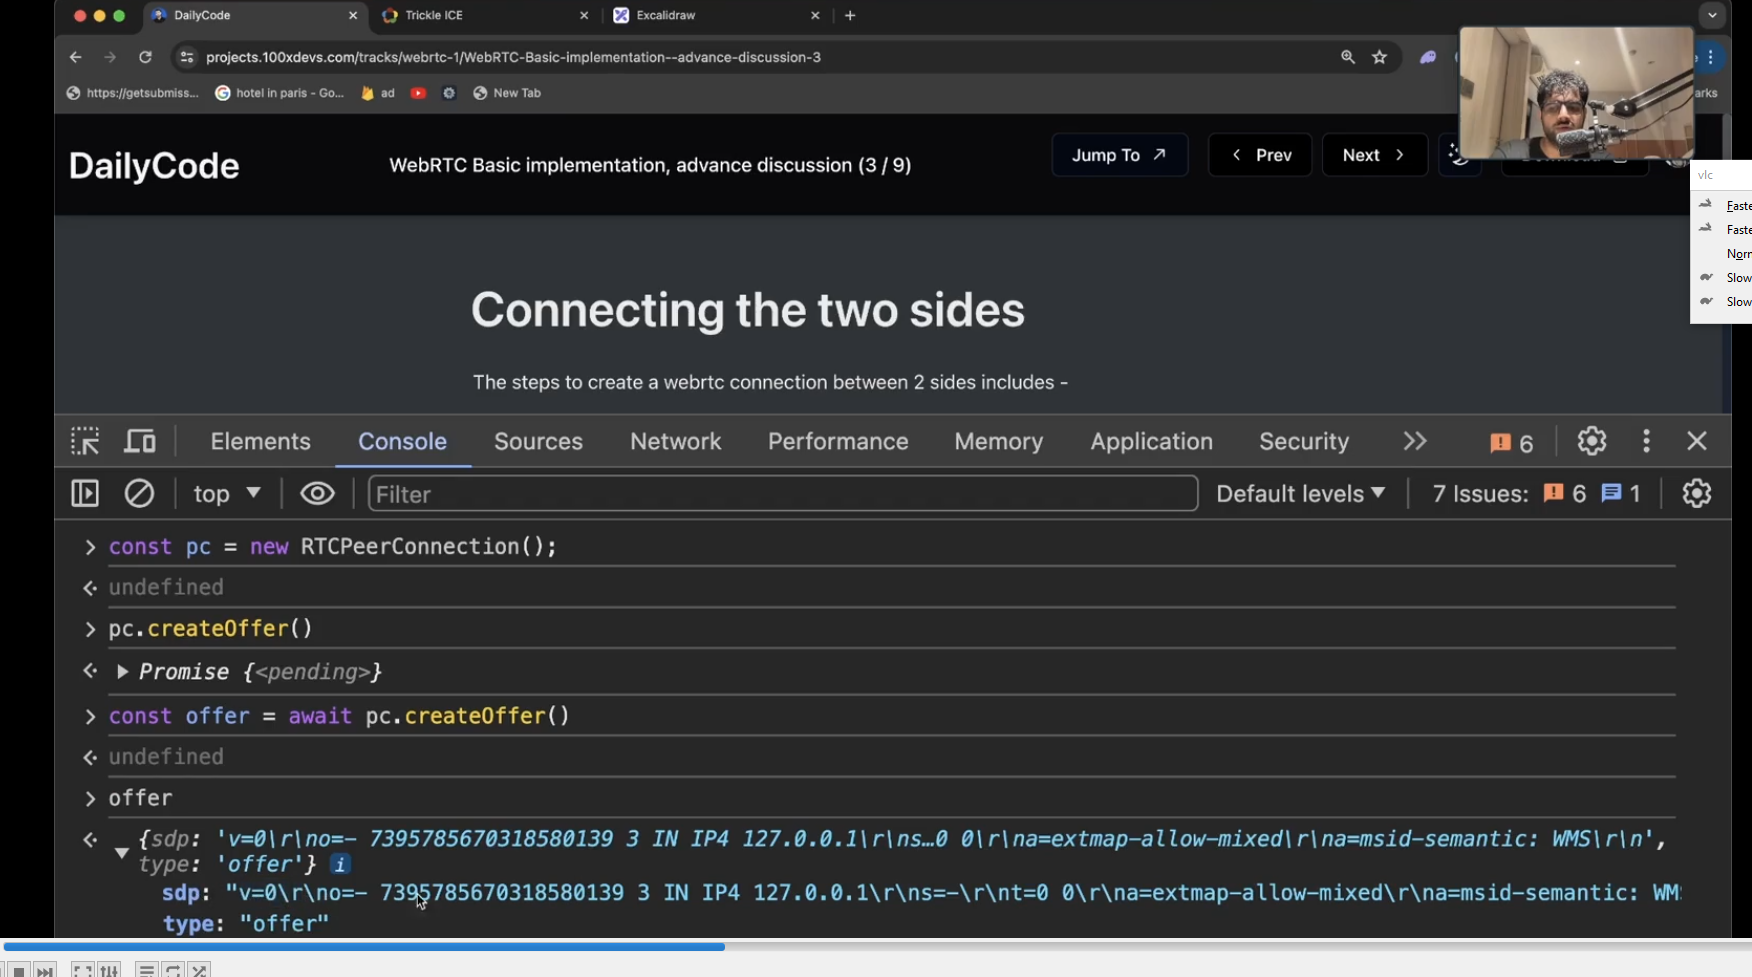 DailyCode
Trickle ICE
Excalidraw
projects.100xdevs.com/tracks/webrtc-1/WebRTC-Basic-implementation--advance-discussion-3
https://getsubmiss...
hotel in paris - Go...
ad
New Tab
arks
DailyCode
WebRTC Basic implementation, advance discussion (3 / 9)
Jump To
Prev
Next
vlc
Faste
Faste
Norr
Slow
Slow
Connecting the two sides
The steps to create a webrtc connection between 2 sides includes -
Elements
Console
Sources
Network
Performance
Memory
Application
Security
6
top
Filter
Default levels
7 Issues: 6 1
> const pc = new RTCPeerConnection();
undefined
> pc.createOffer()
Promise {<pending>}
> const offer = await pc.createOffer()
undefined
> offer
{sdp: 'v=0\r\no=- 7395785670318580139 3 IN IP4 127.0.0.1\r\ns…0 0\r\na=extmap-allow-mixed\r\na=msid-semantic: WMS\r\n',
type: 'offer'} i
sdp: "v=0\r\no=- 7395785670318580139 3 IN IP4 127.0.0.1\r\ns=-\r\nt=0 0\r\na=extmap-allow-mixed\r\na=msid-semantic: WM
type: "offer"